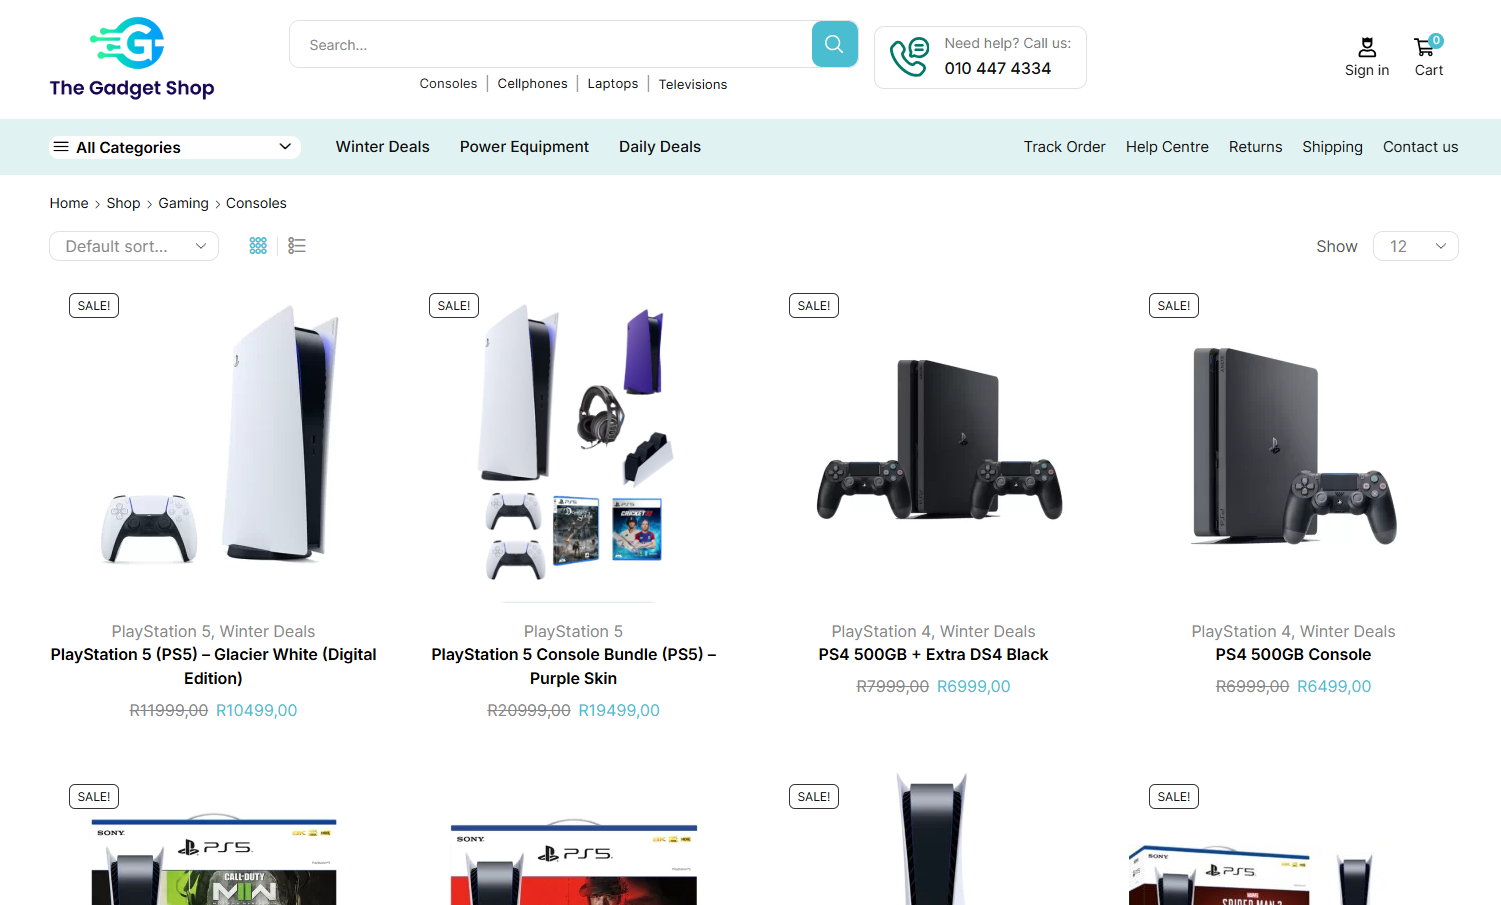 The Gadget Shop
Search...
Consoles | Cellphones | Laptops | Televisions
Need help? Call us:
010 447 4334
Sign in
0
Cart
All Categories
Winter Deals
Power Equipment
Daily Deals
Track Order
Help Centre
Returns
Shipping
Contact us
Home > Shop > Gaming > Consoles
Default sort...
Show
12
SALE!
SALE!
SALE!
SALE!
PlayStation 5, Winter Deals
PlayStation 5 (PS5) – Glacier White (Digital
Edition)
R11999,00 R10499,00
PlayStation 5
PlayStation 5 Console Bundle (PS5) –
Purple Skin
R20999,00 R19499,00
PlayStation 4, Winter Deals
PS4 500GB + Extra DS4 Black
R7999,00 R6999,00
PlayStation 4, Winter Deals
PS4 500GB Console
R6999,00 R6499,00
SALE!
SONY
PS5
CALL·DUTY
MW
SONY
PS5
SALE!
SALE!
SONY
PS5
MARVEL
SPIDER-MAN 2